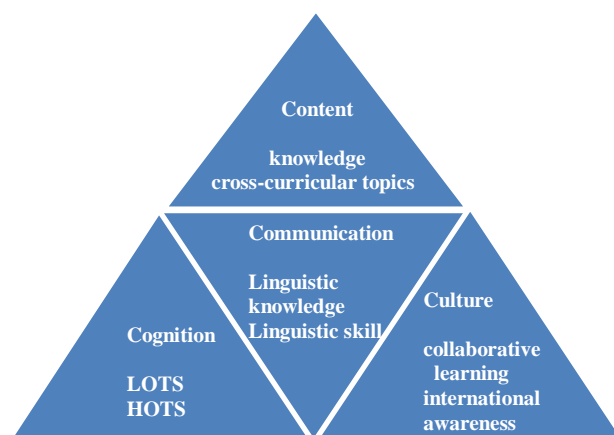 Content
knowledge
cross-curricular topics
Communication
Linguistic
knowledge
Linguistic skill
Cognition
LOTS
HOTS
Culture
collaborative
learning
international
awareness